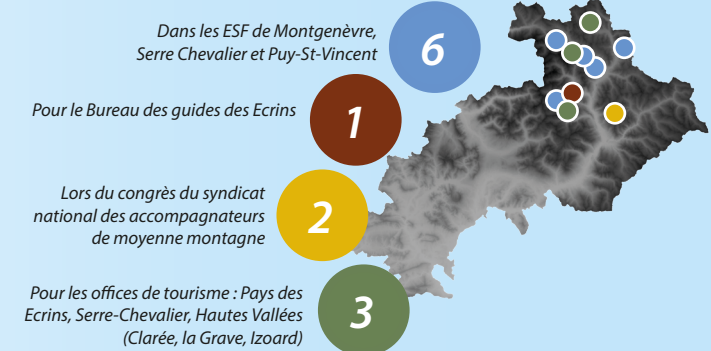 Dans les ESF de Montgenèvre,
Serre Chevalier et Puy-St-Vincent
6
Pour le Bureau des guides des Ecrins
1
Lors du congrès du syndicat
national des accompagnateurs
de moyenne montagne
2
Pour les offices de tourisme : Pays des
Ecrins, Serre-Chevalier, Hautes Vallées
(Clarée, la Grave, Izoard)
3